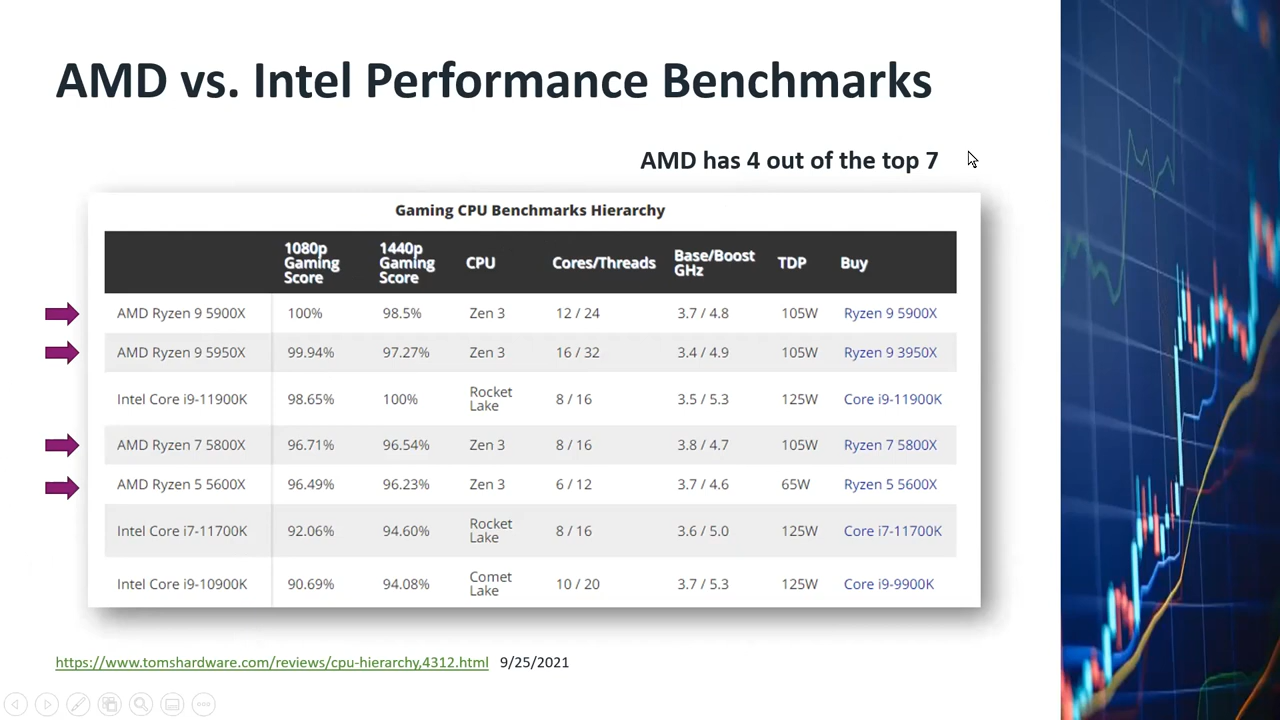 AMD vs. Intel Performance Benchmarks
AMD has 4 out of the top 7
Gaming CPU Benchmarks Hierarchy
1080p Gaming Score 1440p Gaming Score CPU Cores/Threads Base/Boost GHz TDP Buy
AMD Ryzen 9 5900X 100% 98.5% Zen 3 12 / 24 3.7 / 4.8 105W Ryzen 9 5900X
AMD Ryzen 9 5950X 99.94% 97.27% Zen 3 16 / 32 3.4 / 4.9 105W Ryzen 9 3950X
Intel Core i9-11900K 98.65% 100% Rocket Lake 8 / 16 3.5 / 5.3 125W Core i9-11900K
AMD Ryzen 7 5800X 96.71% 96.54% Zen 3 8 / 16 3.8 / 4.7 105W Ryzen 7 5800X
AMD Ryzen 5 5600X 96.49% 96.23% Zen 3 6 / 12 3.7 / 4.6 65W Ryzen 5 5600X
Intel Core i7-11700K 92.06% 94.60% Rocket Lake 8 / 16 3.6 / 5.0 125W Core i7-11700K
Intel Core i9-10900K 90.69% 94.08% Comet Lake 10 / 20 3.7 / 5.3 125W Core i9-9900K
https://www.tomshardware.com/reviews/cpu-hierarchy,4312.html 9/25/2021